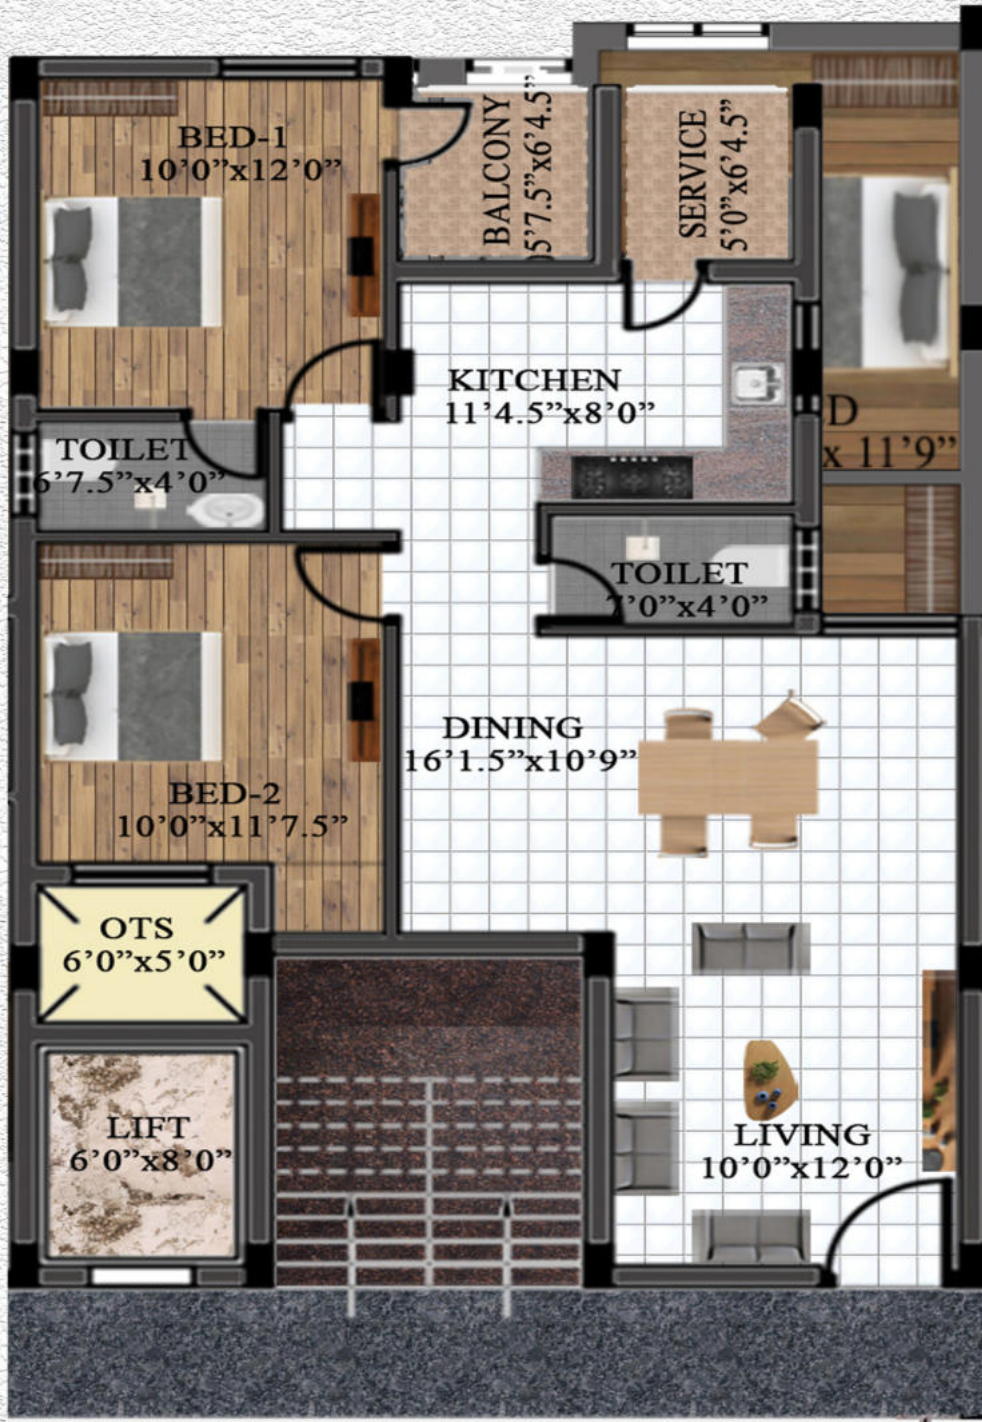 BED-1
10’0”x12’0”
BALCONY
5’7.5”x6’4.5”
SERVICE
5’0”x6’4.5”
KITCHEN
11’4.5”x8’0”
D
x 11’9”
TOILET
6’7.5”x4’0”
TOILET
7’0”x4’0”
DINING
16’1.5”x10’9”
BED-2
10’0”x11’7.5”
OTS
6’0”x5’0”
LIFT
6’0”x8’0”
LIVING
10’0”x12’0”